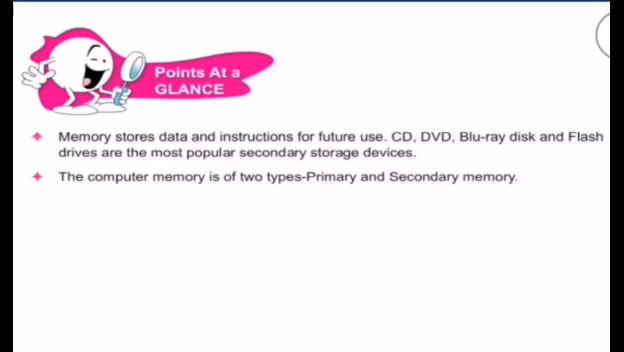 Points At a
GLANCE
Memory stores data and instructions for future use. CD, DVD, Blu-ray disk and Flash
drives are the most popular secondary storage devices.
The computer memory is of two types-Primary and Secondary memory.